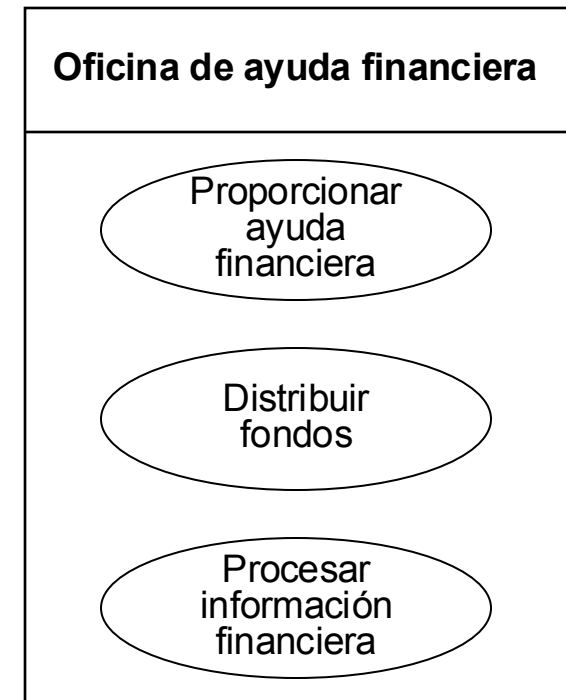 Oficina de ayuda financiera
Proporcionar
ayuda
financiera
Distribuir
fondos
Procesar
información
financiera